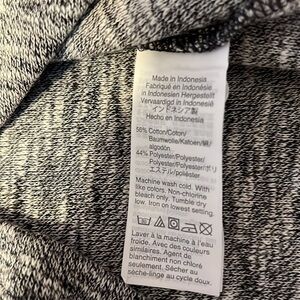 Made in Indonesia
Fabriqué en Indonésie
in Indonesien Hergestellt
Vervaardigd in Indonesië
インドネシア製
Hecho en Indonesia
56% Cotton/Coton/
Baumwolle/Katoen/綿/
algodón.
44% Polyester/Polyester/
Polyester/Polyester/ポリ
エステル/poliéster
Machine wash cold. With
like colors. Non-chlorine
bleach only. Tumble dry
low. Iron on lowest setting.
Laver à la machine à l'eau
froide. Avec des couleurs
similaires. Agent de
blanchiment non chloré
seulement. Sécher au
sèche-linge au cycle doux.